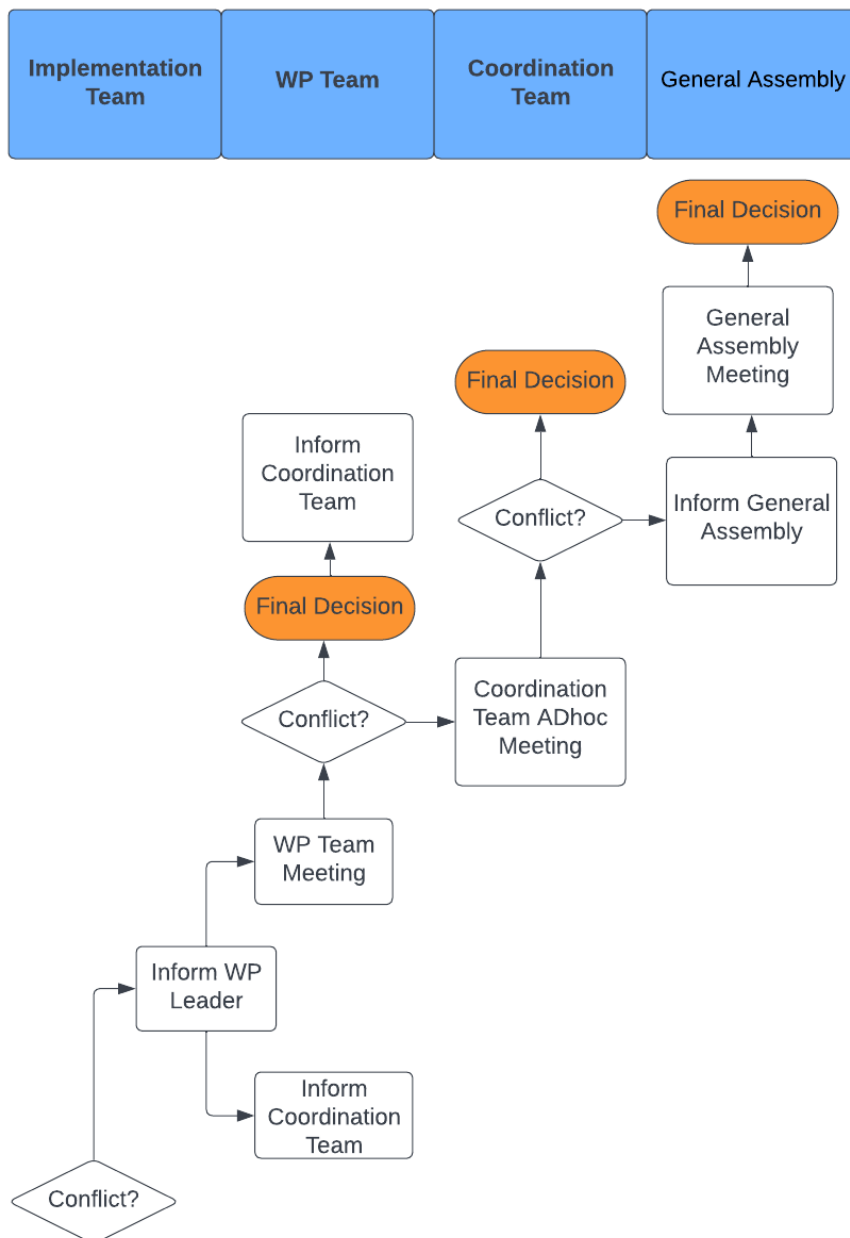 Implementation
Team
WP Team
Coordination
Team
General Assembly
Final Decision
General
Assembly
Meeting
Final Decision
Inform
Coordination
Team
Conflict?
Inform General
Assembly
Final Decision
Conflict?
Coordination
Team ADhoc
Meeting
WP Team
Meeting
Inform WP
Leader
Inform
Coordination
Team
Conflict?